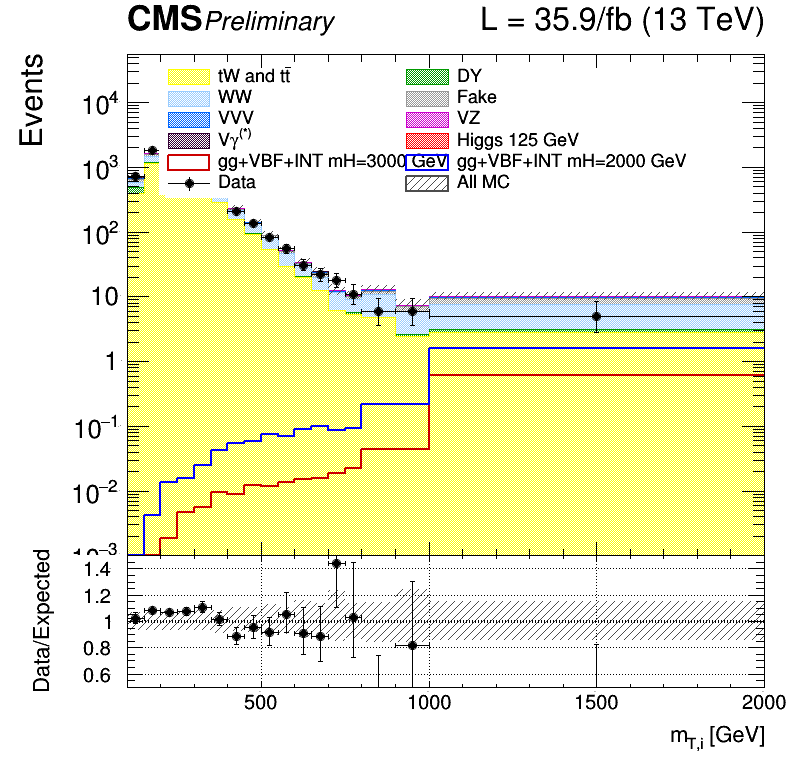 CMS Preliminary L = 35.9/fb (13 TeV)
Events
tW and tt̄ DY
WW Fake
VVV VZ
Vγ(*) Higgs 125 GeV
gg+VBF+INT mH=3000 GeV gg+VBF+INT mH=2000 GeV
Data All MC
10⁴
10³
10²
10
1
10⁻¹
10⁻²
10⁻³
Data/Expected
1.4
1.2
1
0.8
0.6
500 1000 1500 2000
m_T,i [GeV]